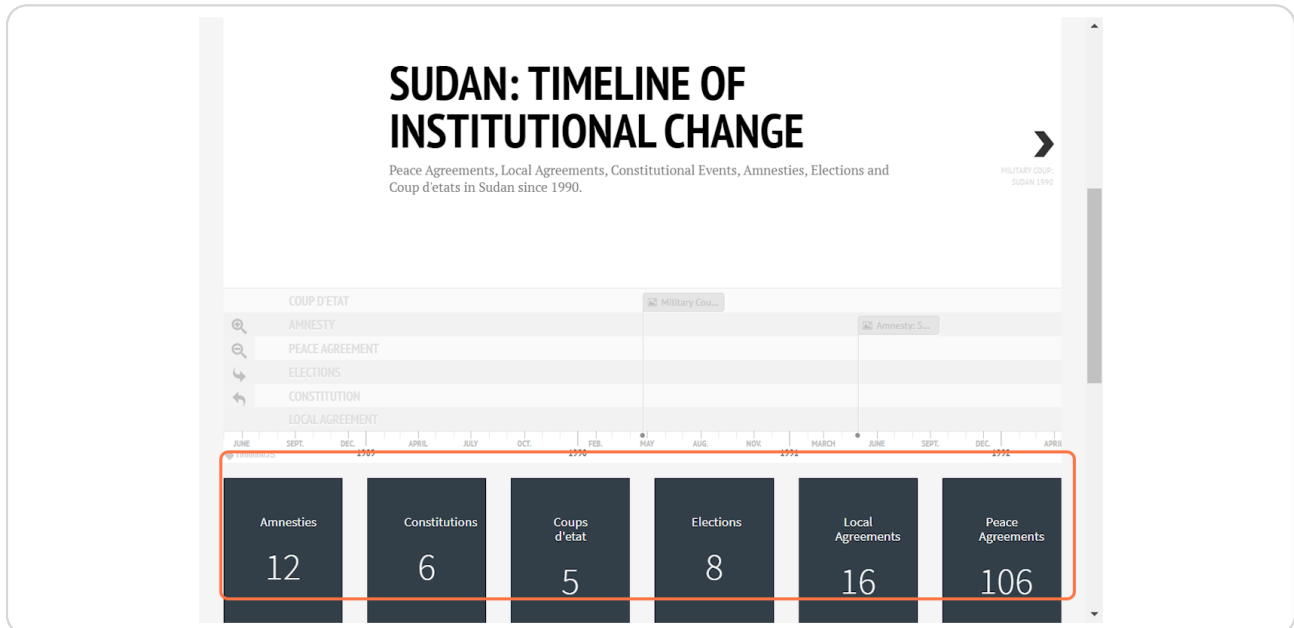 SUDAN: TIMELINE OF
INSTITUTIONAL CHANGE
Peace Agreements, Local Agreements, Constitutional Events, Amnesties, Elections and
Coup d'etats in Sudan since 1990.
MILITARY COUP:
SUDAN 1990
COUP D'ETAT
Military Cou...
AMNESTY
Amnesty: S...
PEACE AGREEMENT
ELECTIONS
CONSTITUTION
LOCAL AGREEMENT
JUNE SEPT. DEC. APRIL JULY OCT. FEB. MAY AUG. NOV. MARCH JUNE SEPT. DEC. APRI
1989 1990 1991 1992
Amnesties Constitutions Coups d'etat Elections Local Agreements Peace Agreements
12 6 5 8 16 106